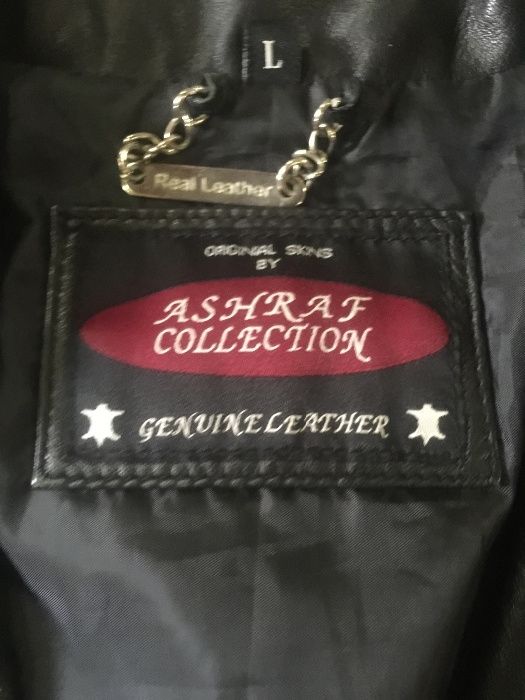 L
Real Leather
ORIGINAL SKINS
BY
ASHRAF
COLLECTION
GENUINE LEATHER